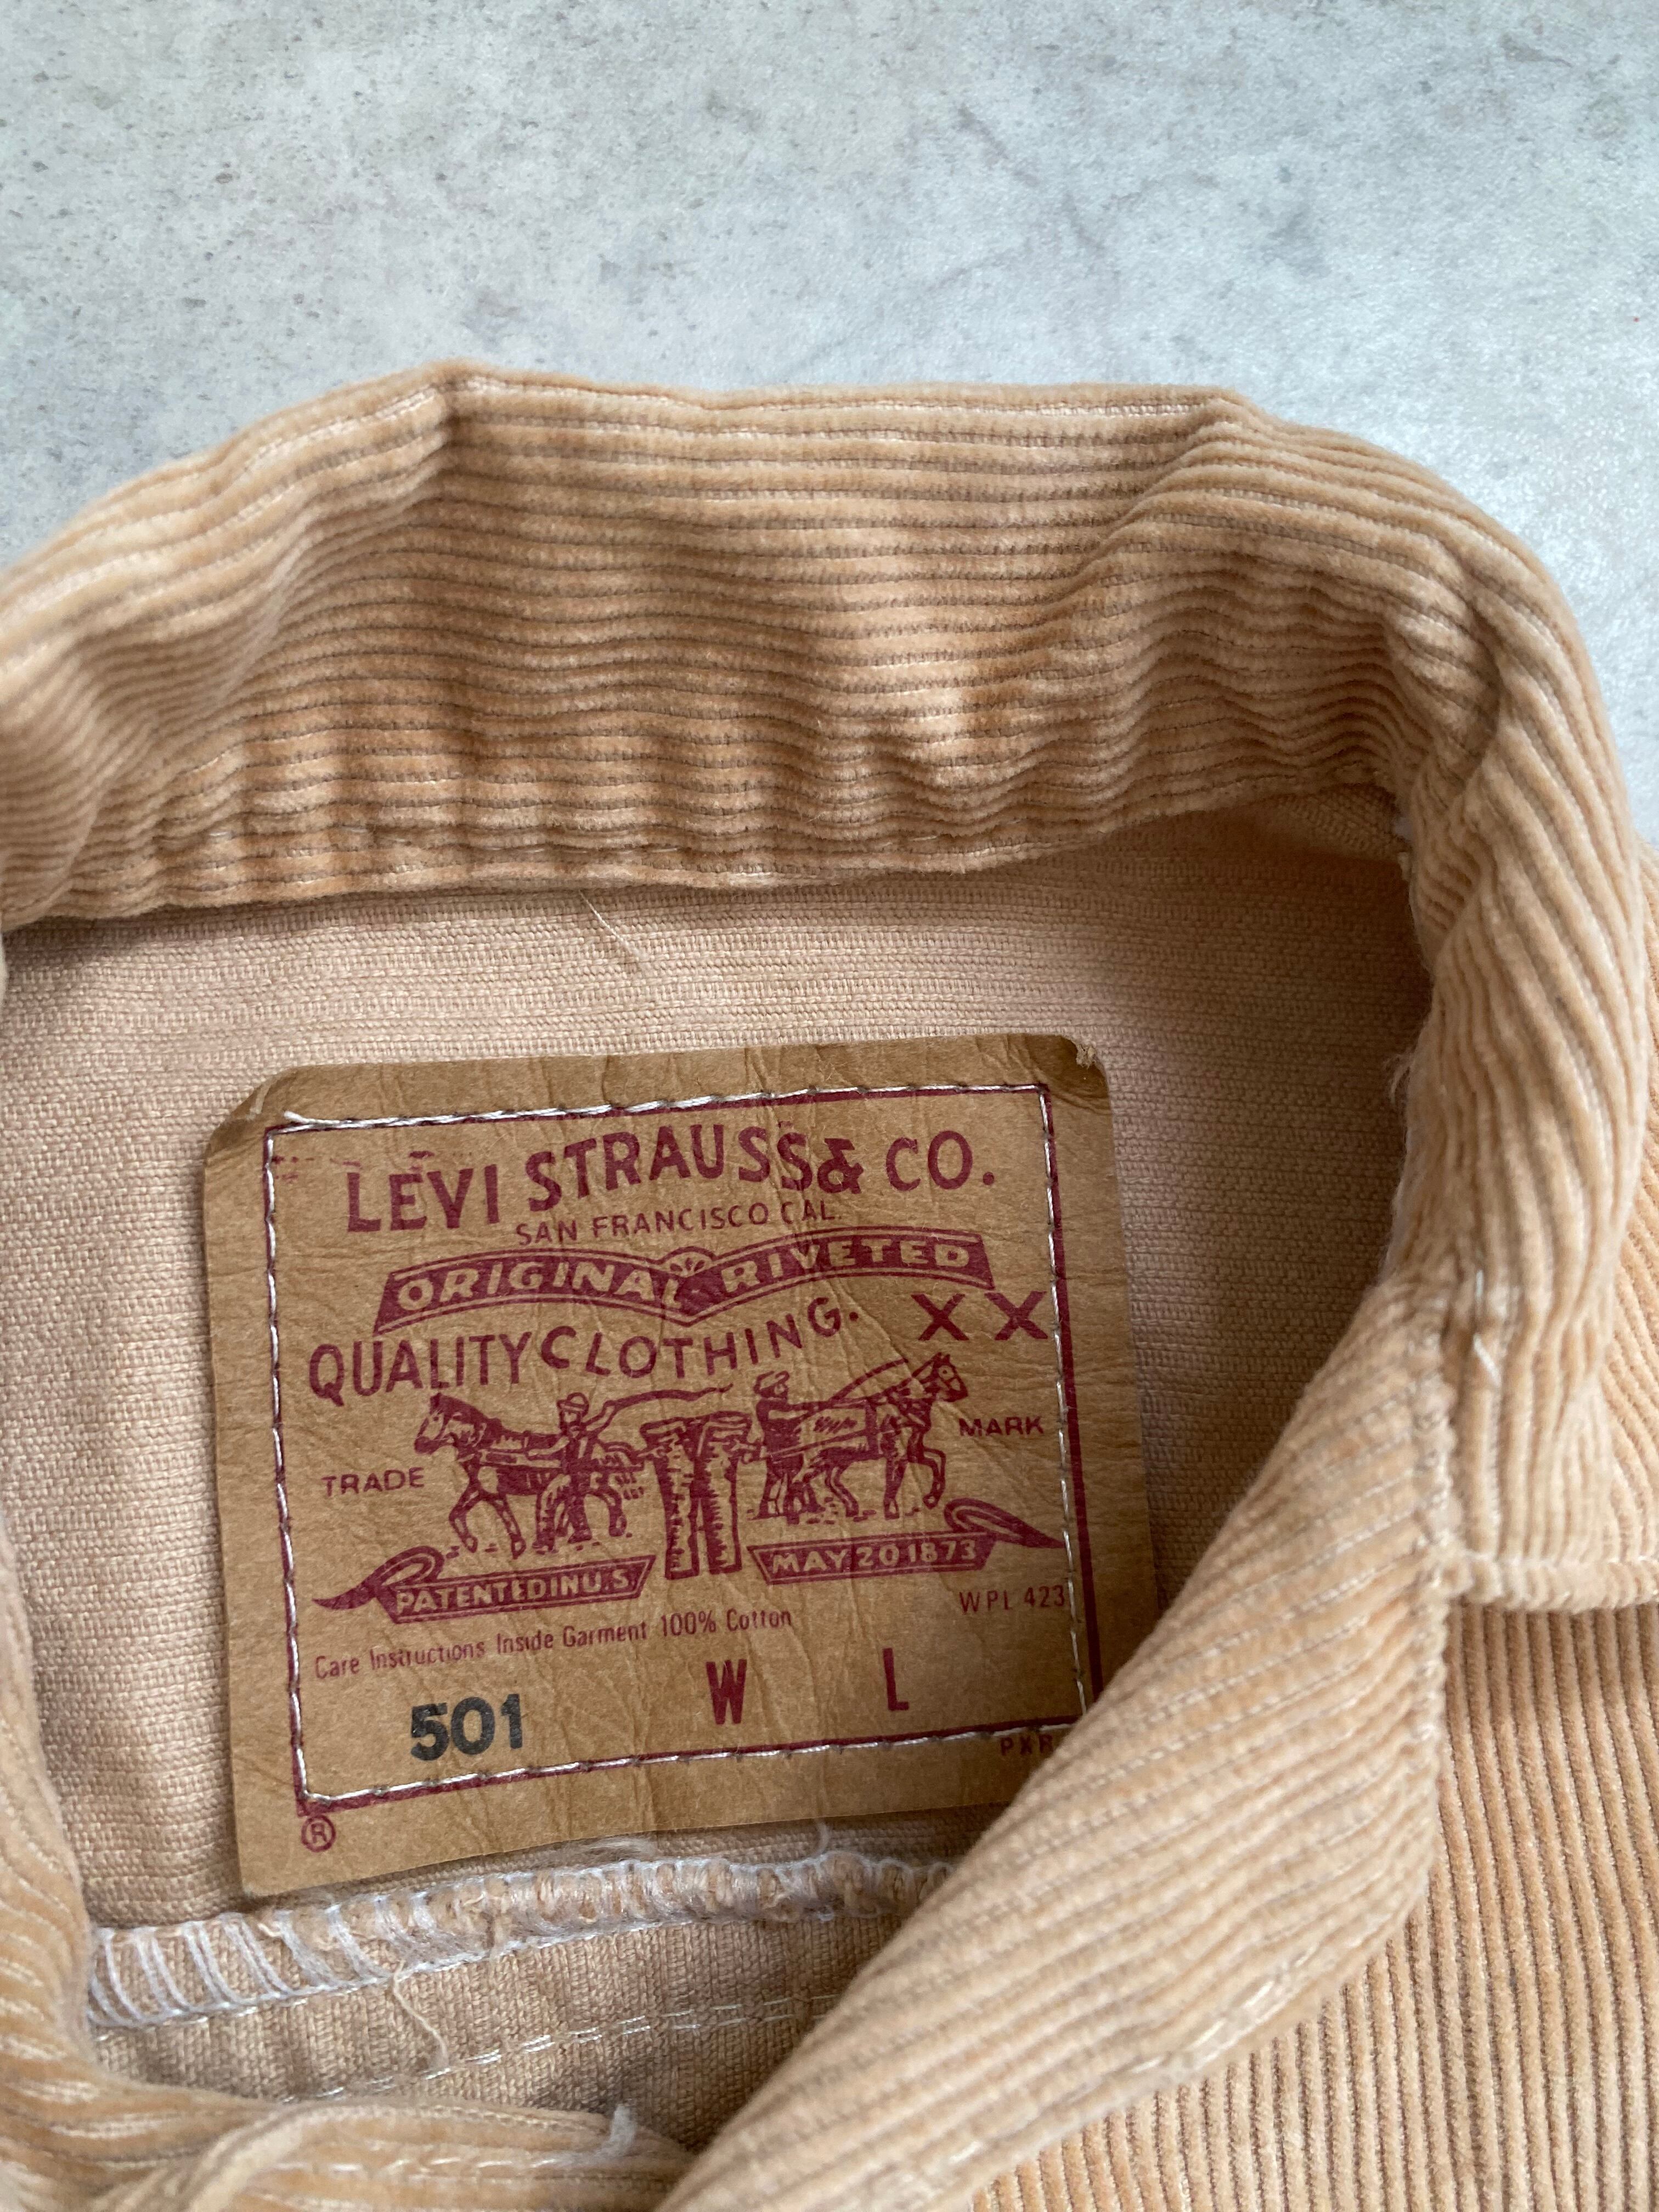 LEVI STRAUSS & CO.
SAN FRANCISCO CAL.
ORIGINAL RIVETED
QUALITY CLOTHING. XX
TRADE MARK
PATENTED IN U.S. MAY 20 1873
WPL 423
Care Instructions Inside Garment 100% Cotton
501 W L
®